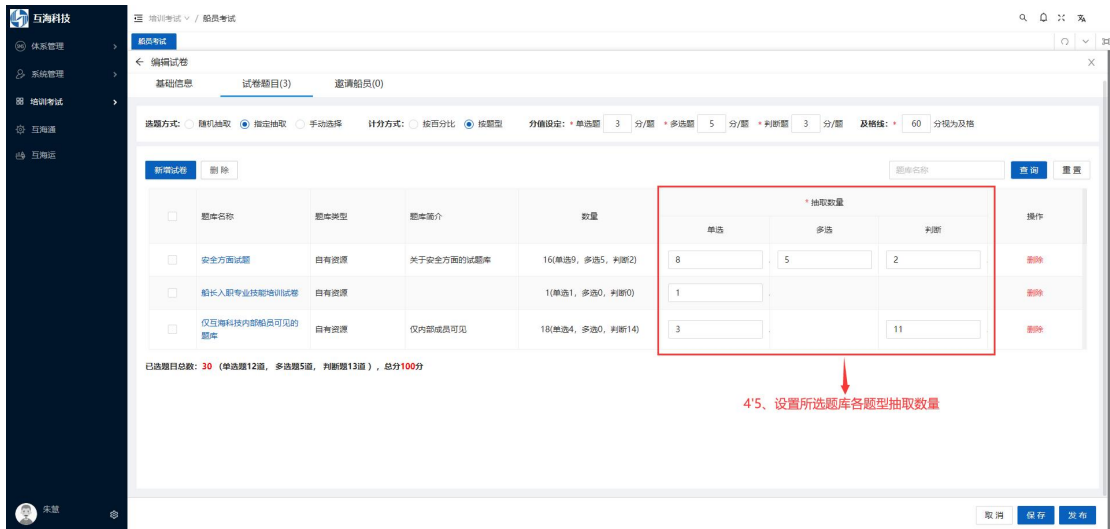 互海科技
培训考试 / 船员考试
体系管理
系统管理
培训考试
互海通
互海运
船员考试
← 编辑试卷
基础信息 试卷题目(3) 邀请船员(0)
选题方式: 随机抽取 指定抽取 手动选择 计分方式: 按百分比 按题型 分值设定: * 单选题 3 分/题 * 多选题 5 分/题 * 判断题 3 分/题 及格线: * 60 分视为及格
新增试卷 删 除 题库名称 查 询 重 置
题库名称 题库类型 题库简介 数量 * 抽取数量 操作
单选 多选 判断
安全方面试题 自有资源 关于安全方面的试题库 16(单选9, 多选5, 判断2) 8 5 2 删除
船长入职专业技能培训试卷 自有资源 1(单选1, 多选0, 判断0) 1 删除
仅互海科技内部船员可见的题库 自有资源 仅内部成员可见 18(单选4, 多选0, 判断14) 3 11 删除
已选题目总数: 30 (单选题12道, 多选题5道, 判断题13道), 总分100分
4'5、设置所选题库各题型抽取数量
朱慧
取 消 保 存 发 布